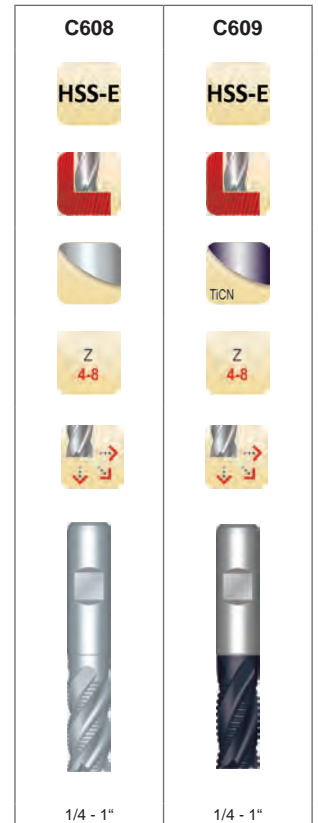 C608 C609
HSS-E HSS-E
TiCN
Z Z
4-8 4-8
1/4 - 1“ 1/4 - 1“